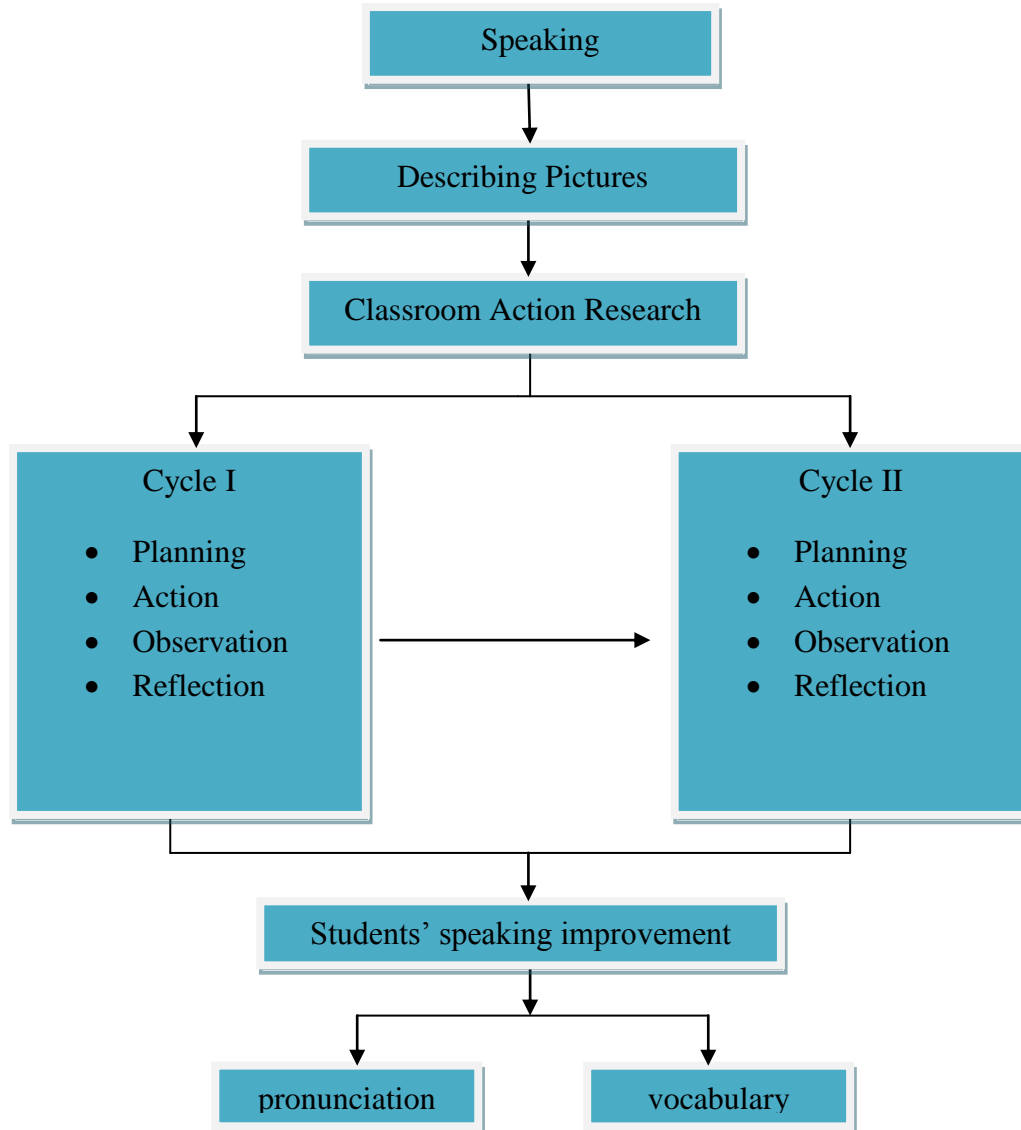 Speaking
Describing Pictures
Classroom Action Research
Cycle I
• Planning
• Action
• Observation
• Reflection
Cycle II
• Planning
• Action
• Observation
• Reflection
Students’ speaking improvement
pronunciation
vocabulary